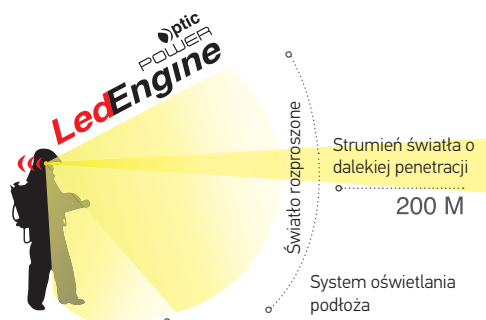 Optic
POWER
LedEngine
Światło rozproszone
Strumień światła o
dalekiej penetracji
200 M
System oświetlania
podłoża